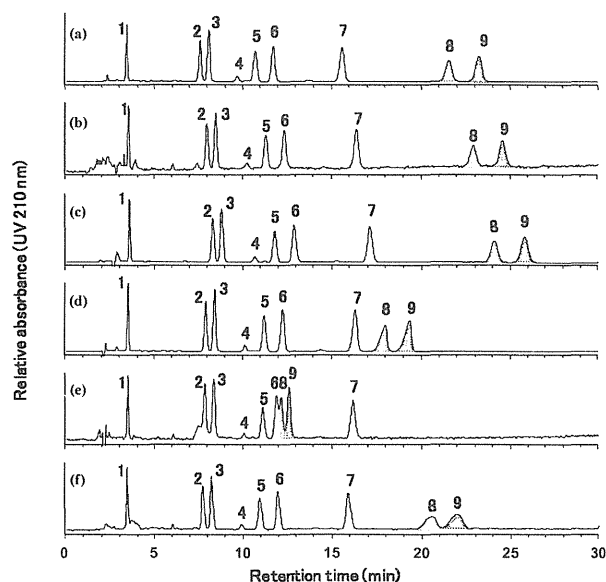 Relative absorbance (UV 210 nm)
(a) 1 2 3 4 5 6 7 8 9
(b) 1 2 3 4 5 6 7 8 9
(c) 1 2 3 4 5 6 7 8 9
(d) 1 2 3 4 5 6 7 8 9
(e) 1 2 3 4 5 6 8 9 7
(f) 1 2 3 4 5 6 7 8 9
0 5 10 15 20 25 30
Retention time (min)